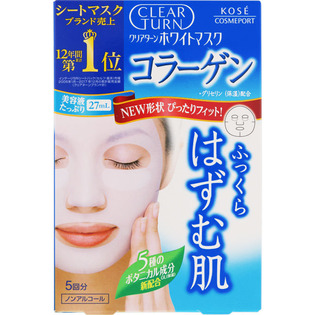 シートマスク
ブランド売上
12年間
第1位
CLEAR
TURN
KOSÉ
COSMEPORT
クリアターンホワイトマスク
コラーゲン
+グリセリン(保湿)配合
美容液
たっぷり
27mL
NEW形状 ぴったりフィット!
ふっくら
はずむ肌
5種の
ボタニカル成分
新配合
5回分
ノンアルコール